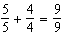 5/5 + 4/4 = 9/9